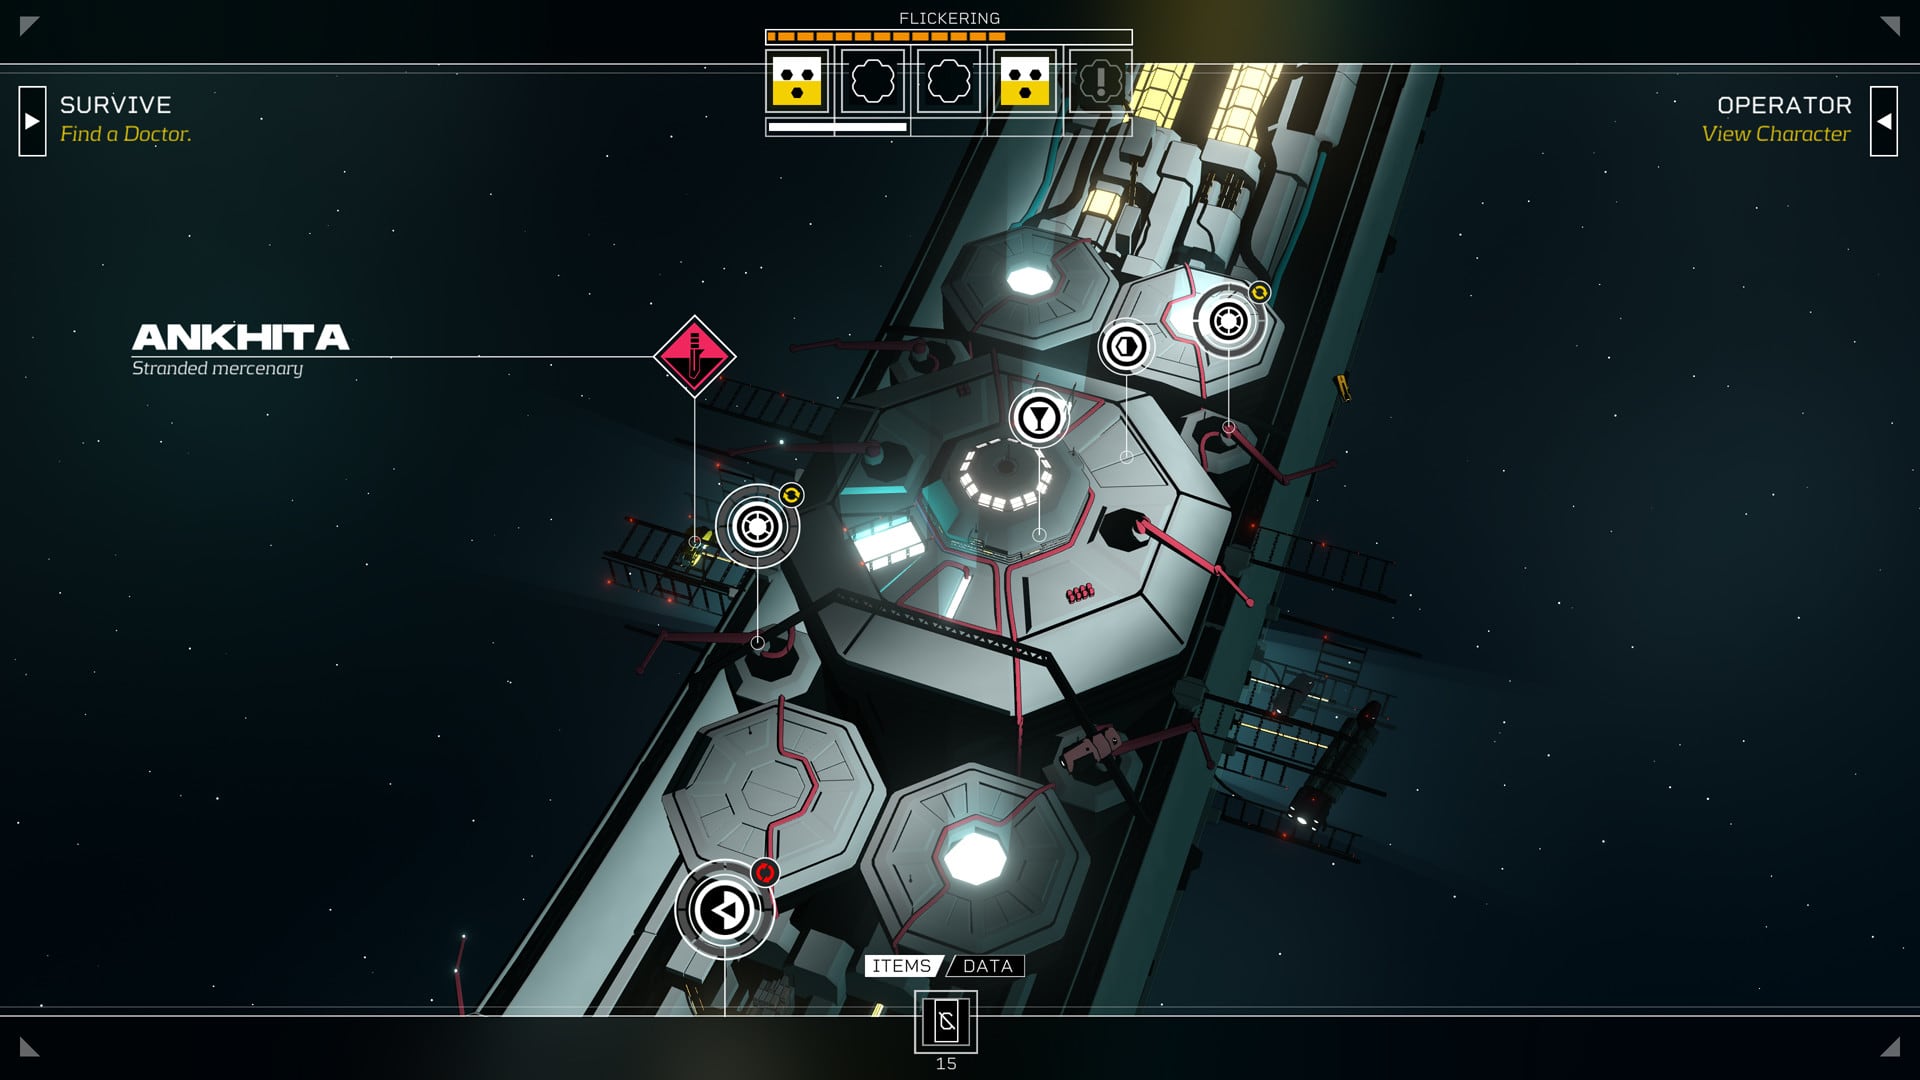 FLICKERING
SURVIVE
Find a Doctor.
OPERATOR
View Character
ANKHITA
Stranded mercenary
ITEMS
DATA
15